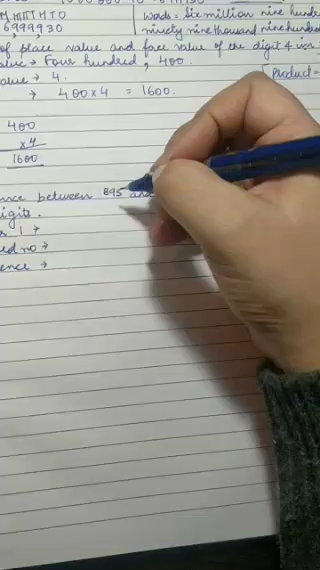 M HTh TTh Th H T O
6999930
words = Six million nine hundred
ninety nine thousand nine hundred
of place value and face value of the digit 4 in
value → Four hundred, 400.
value → 4.
Product =
→ 400 x 4 = 1600.
400
x 4
1600
nce between 895 and
igits.
1 →
ed no →
ence →